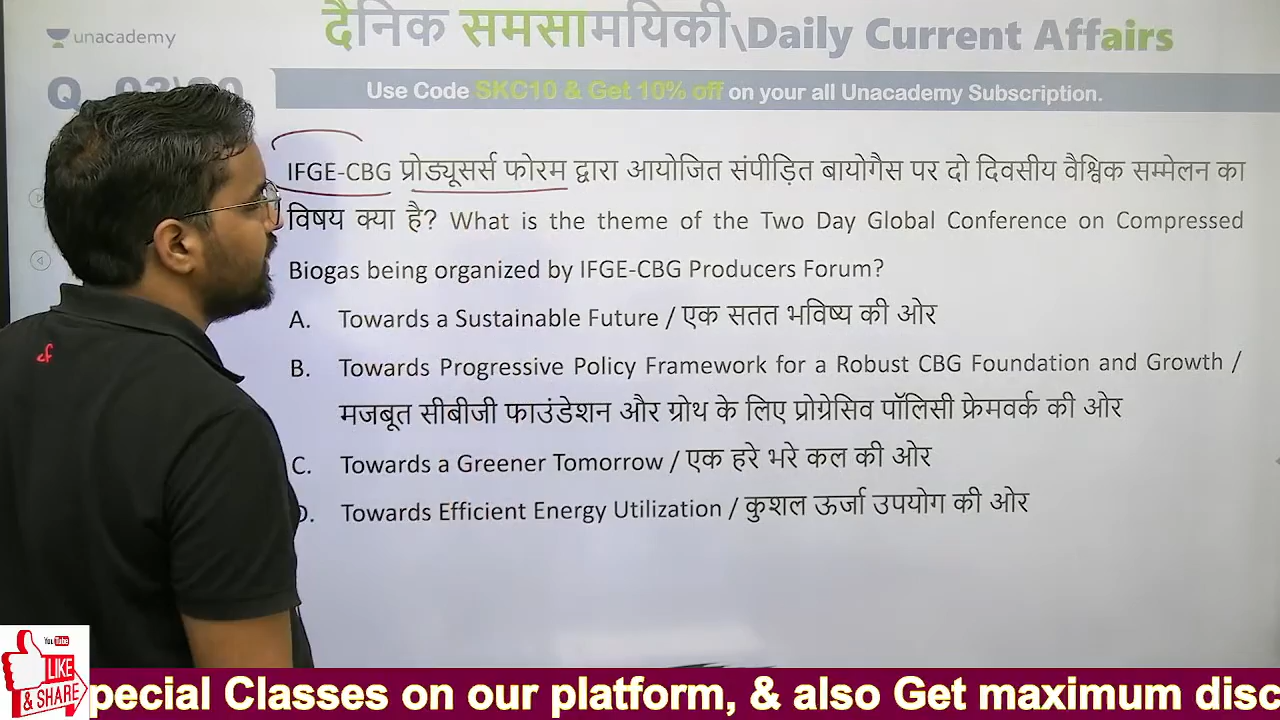 unacademy
दैनिक समसामयिकी\Daily Current Affairs
Q. 03\20
Use Code SKC10 & Get 10% off on your all Unacademy Subscription.
IFGE-CBG प्रोड्यूसर्स फोरम द्वारा आयोजित संपीड़ित बायोगैस पर दो दिवसीय वैश्विक सम्मेलन का
विषय क्या है? What is the theme of the Two Day Global Conference on Compressed
Biogas being organized by IFGE-CBG Producers Forum?
A. Towards a Sustainable Future / एक सतत भविष्य की ओर
B. Towards Progressive Policy Framework for a Robust CBG Foundation and Growth /
मजबूत सीबीजी फाउंडेशन और ग्रोथ के लिए प्रोग्रेसिव पॉलिसी फ्रेमवर्क की ओर
C. Towards a Greener Tomorrow / एक हरे भरे कल की ओर
D. Towards Efficient Energy Utilization / कुशल ऊर्जा उपयोग की ओर
YouTube
LIKE
& SHARE
pecial Classes on our platform, & also Get maximum disc